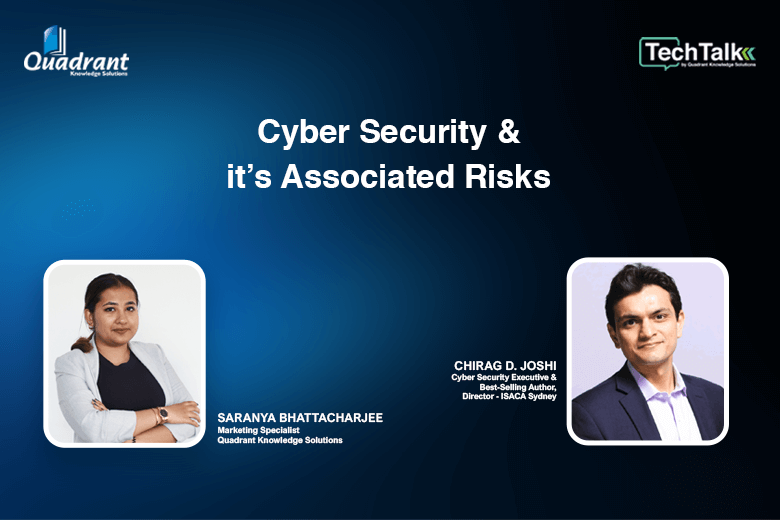 Quadrant
Knowledge Solutions
TechTalk
by Quadrant Knowledge Solutions
Cyber Security &
it’s Associated Risks
CHIRAG D. JOSHI
Cyber Security Executive &
Best-Selling Author,
Director - ISACA Sydney
SARANYA BHATTACHARJEE
Marketing Specialist
Quadrant Knowledge Solutions